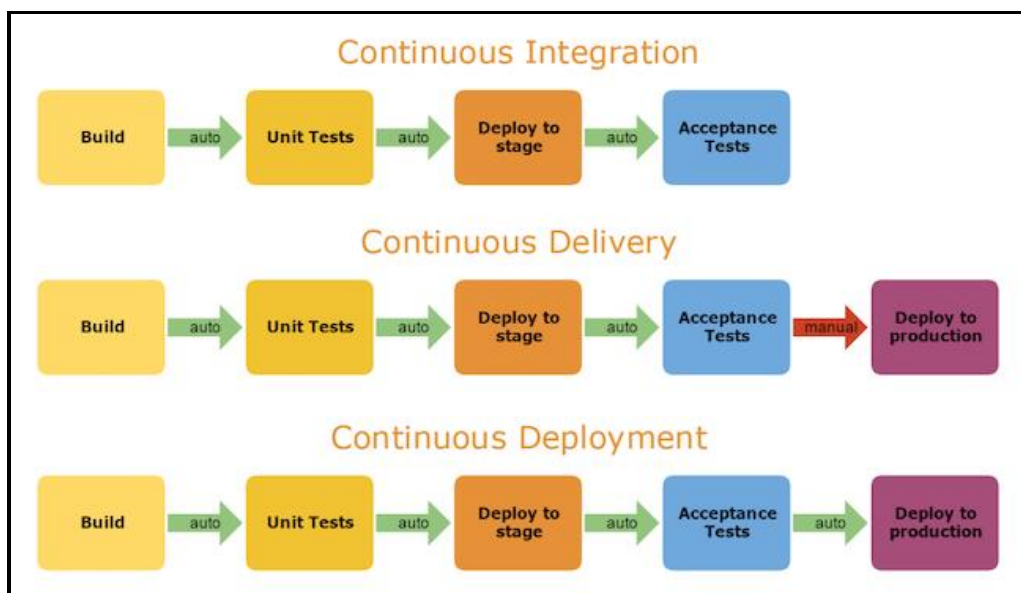 Continuous Integration
Build
auto
Unit Tests
auto
Deploy to
stage
auto
Acceptance
Tests
Continuous Delivery
Build
auto
Unit Tests
auto
Deploy to
stage
auto
Acceptance
Tests
manual
Deploy to
production
Continuous Deployment
Build
auto
Unit Tests
auto
Deploy to
stage
auto
Acceptance
Tests
auto
Deploy to
production